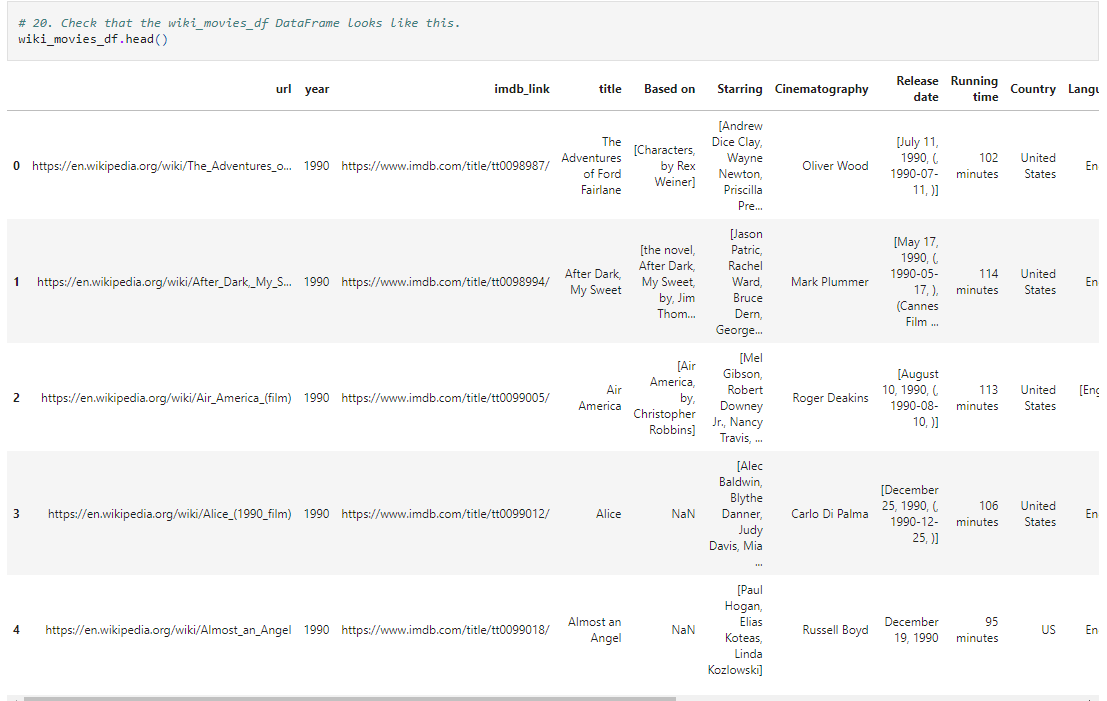 # 20. Check that the wiki_movies_df DataFrame looks like this.
wiki_movies_df.head()
url year imdb_link title Based on Starring Cinematography Release date Running time Country Langu
0 https://en.wikipedia.org/wiki/The_Adventures_o... 1990 https://www.imdb.com/title/tt0098987/ The Adventures of Ford Fairlane [Characters, by Rex Weiner] [Andrew Dice Clay, Wayne Newton, Priscilla Pre... Oliver Wood [July 11, 1990, (, 1990-07-11, )] 102 minutes United States En
1 https://en.wikipedia.org/wiki/After_Dark,_My_S... 1990 https://www.imdb.com/title/tt0098994/ After Dark, My Sweet [the novel, After Dark, My Sweet, by, Jim Thom... [Jason Patric, Rachel Ward, Bruce Dern, George... Mark Plummer [May 17, 1990, (, 1990-05-17, ), (Cannes Film ... 114 minutes United States En
2 https://en.wikipedia.org/wiki/Air_America_(film) 1990 https://www.imdb.com/title/tt0099005/ Air America [Air America, by, Christopher Robbins] [Mel Gibson, Robert Downey Jr., Nancy Travis, ... Roger Deakins [August 10, 1990, (, 1990-08-10, )] 113 minutes United States [Eng
3 https://en.wikipedia.org/wiki/Alice_(1990_film) 1990 https://www.imdb.com/title/tt0099012/ Alice NaN [Alec Baldwin, Blythe Danner, Judy Davis, Mia ... Carlo Di Palma [December 25, 1990, (, 1990-12-25, )] 106 minutes United States En
4 https://en.wikipedia.org/wiki/Almost_an_Angel 1990 https://www.imdb.com/title/tt0099018/ Almost an Angel NaN [Paul Hogan, Elias Koteas, Linda Kozlowski] Russell Boyd December 19, 1990 95 minutes US En